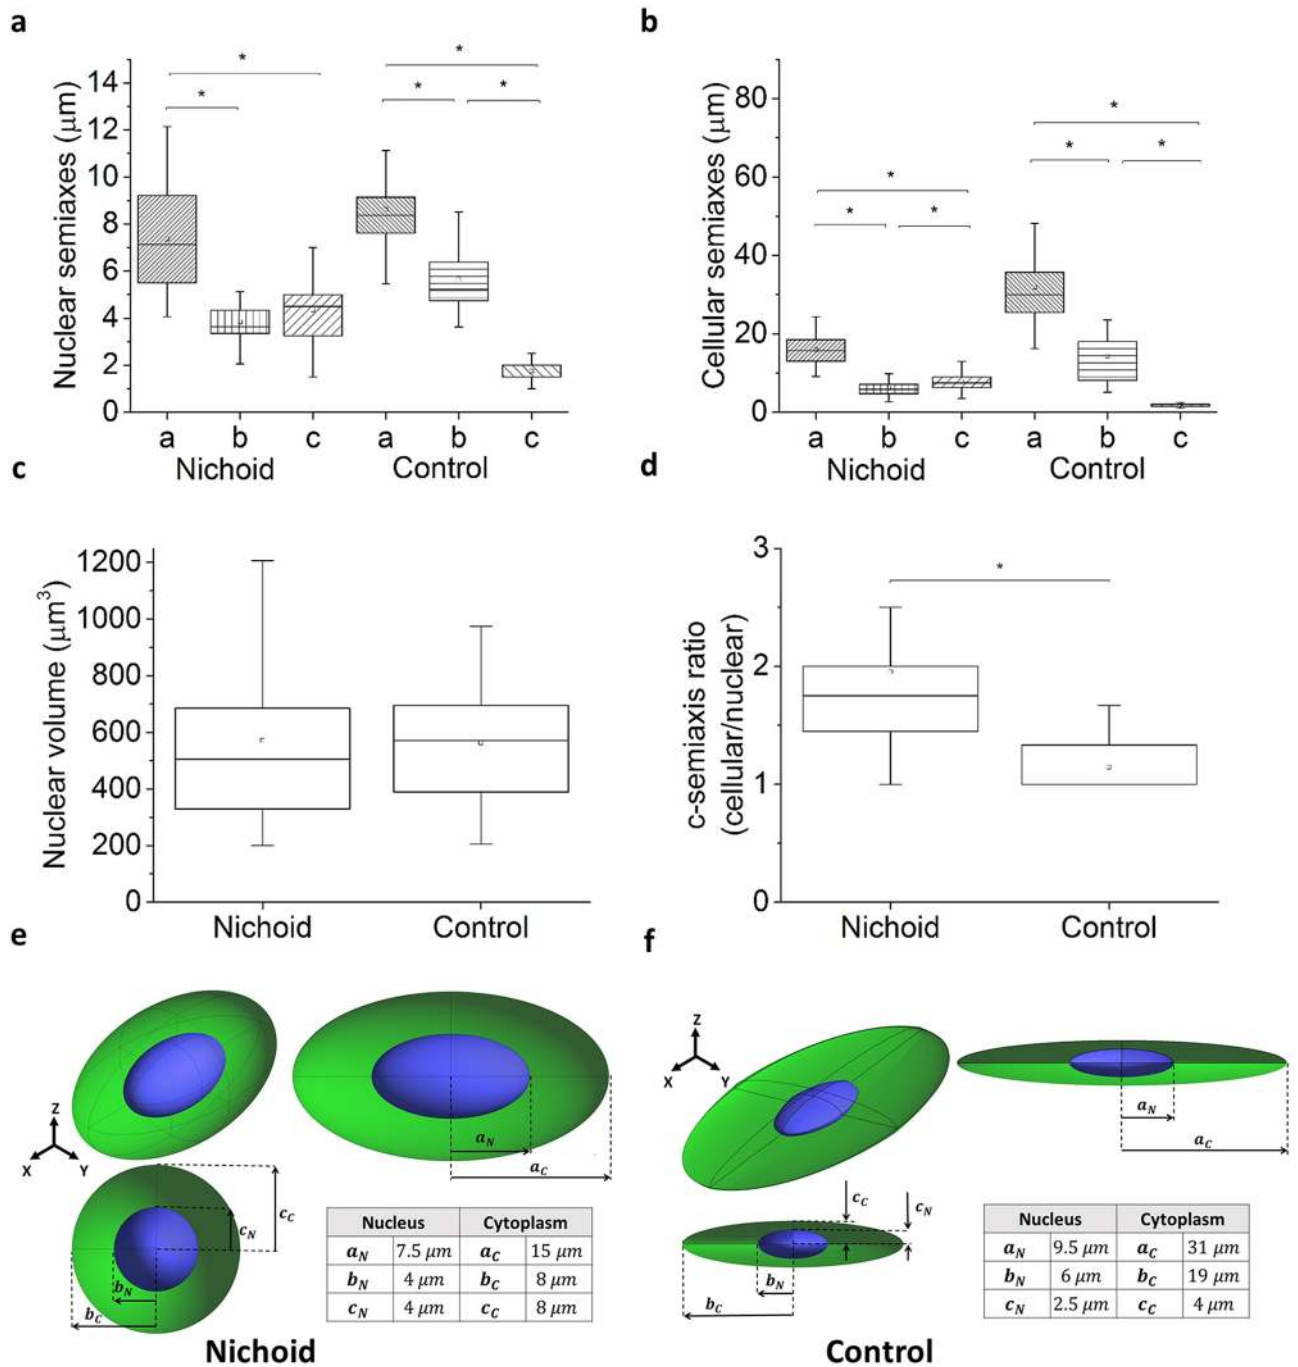 a
Nuclear semiaxes (μm)
14
12
10
8
6
4
2
0
* * * * *
a b c a b c
Nichoid Control
b
Cellular semiaxes (μm)
80
60
40
20
0
* * * * * *
a b c a b c
Nichoid Control
c
Nuclear volume (μm³)
1200
1000
800
600
400
200
0
Nichoid Control
d
c-semiaxis ratio
(cellular/nuclear)
3
2
1
0
*
Nichoid Control
e
Z
X Y
a_N
a_C
c_C
c_N
b_N
b_C
Nucleus Cytoplasm
a_N 7.5 μm a_C 15 μm
b_N 4 μm b_C 8 μm
c_N 4 μm c_C 8 μm
Nichoid
f
Z
X Y
a_N
a_C
c_C
c_N
b_N
b_C
Nucleus Cytoplasm
a_N 9.5 μm a_C 31 μm
b_N 6 μm b_C 19 μm
c_N 2.5 μm c_C 4 μm
Control